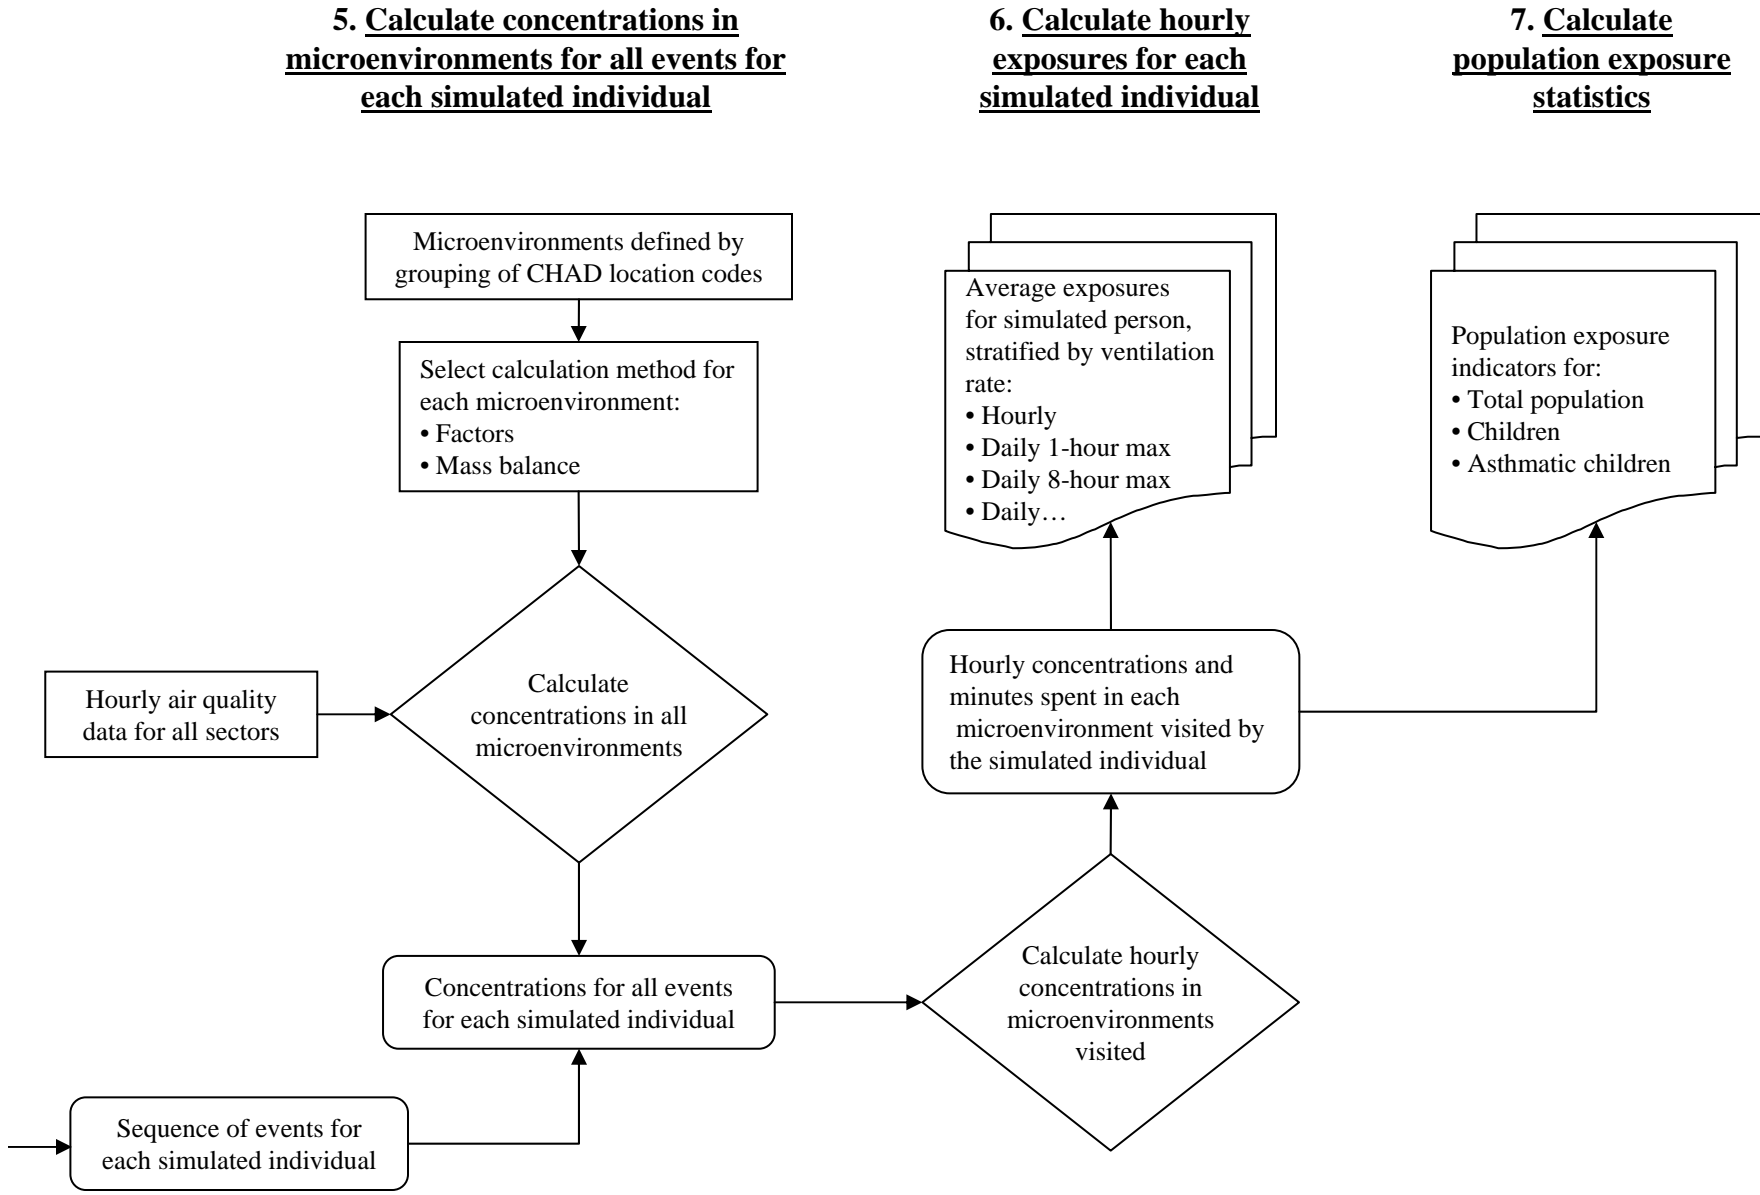 5. Calculate concentrations in
microenvironments for all events for
each simulated individual
6. Calculate hourly
exposures for each
simulated individual
7. Calculate
population exposure
statistics
Microenvironments defined by
grouping of CHAD location codes
Select calculation method for
each microenvironment:
• Factors
• Mass balance
Hourly air quality
data for all sectors
Calculate
concentrations in all
microenvironments
Concentrations for all events
for each simulated individual
Sequence of events for
each simulated individual
Average exposures
for simulated person,
stratified by ventilation
rate:
• Hourly
• Daily 1-hour max
• Daily 8-hour max
• Daily…
Hourly concentrations and
minutes spent in each
microenvironment visited by
the simulated individual
Calculate hourly
concentrations in
microenvironments
visited
Population exposure
indicators for:
• Total population
• Children
• Asthmatic children